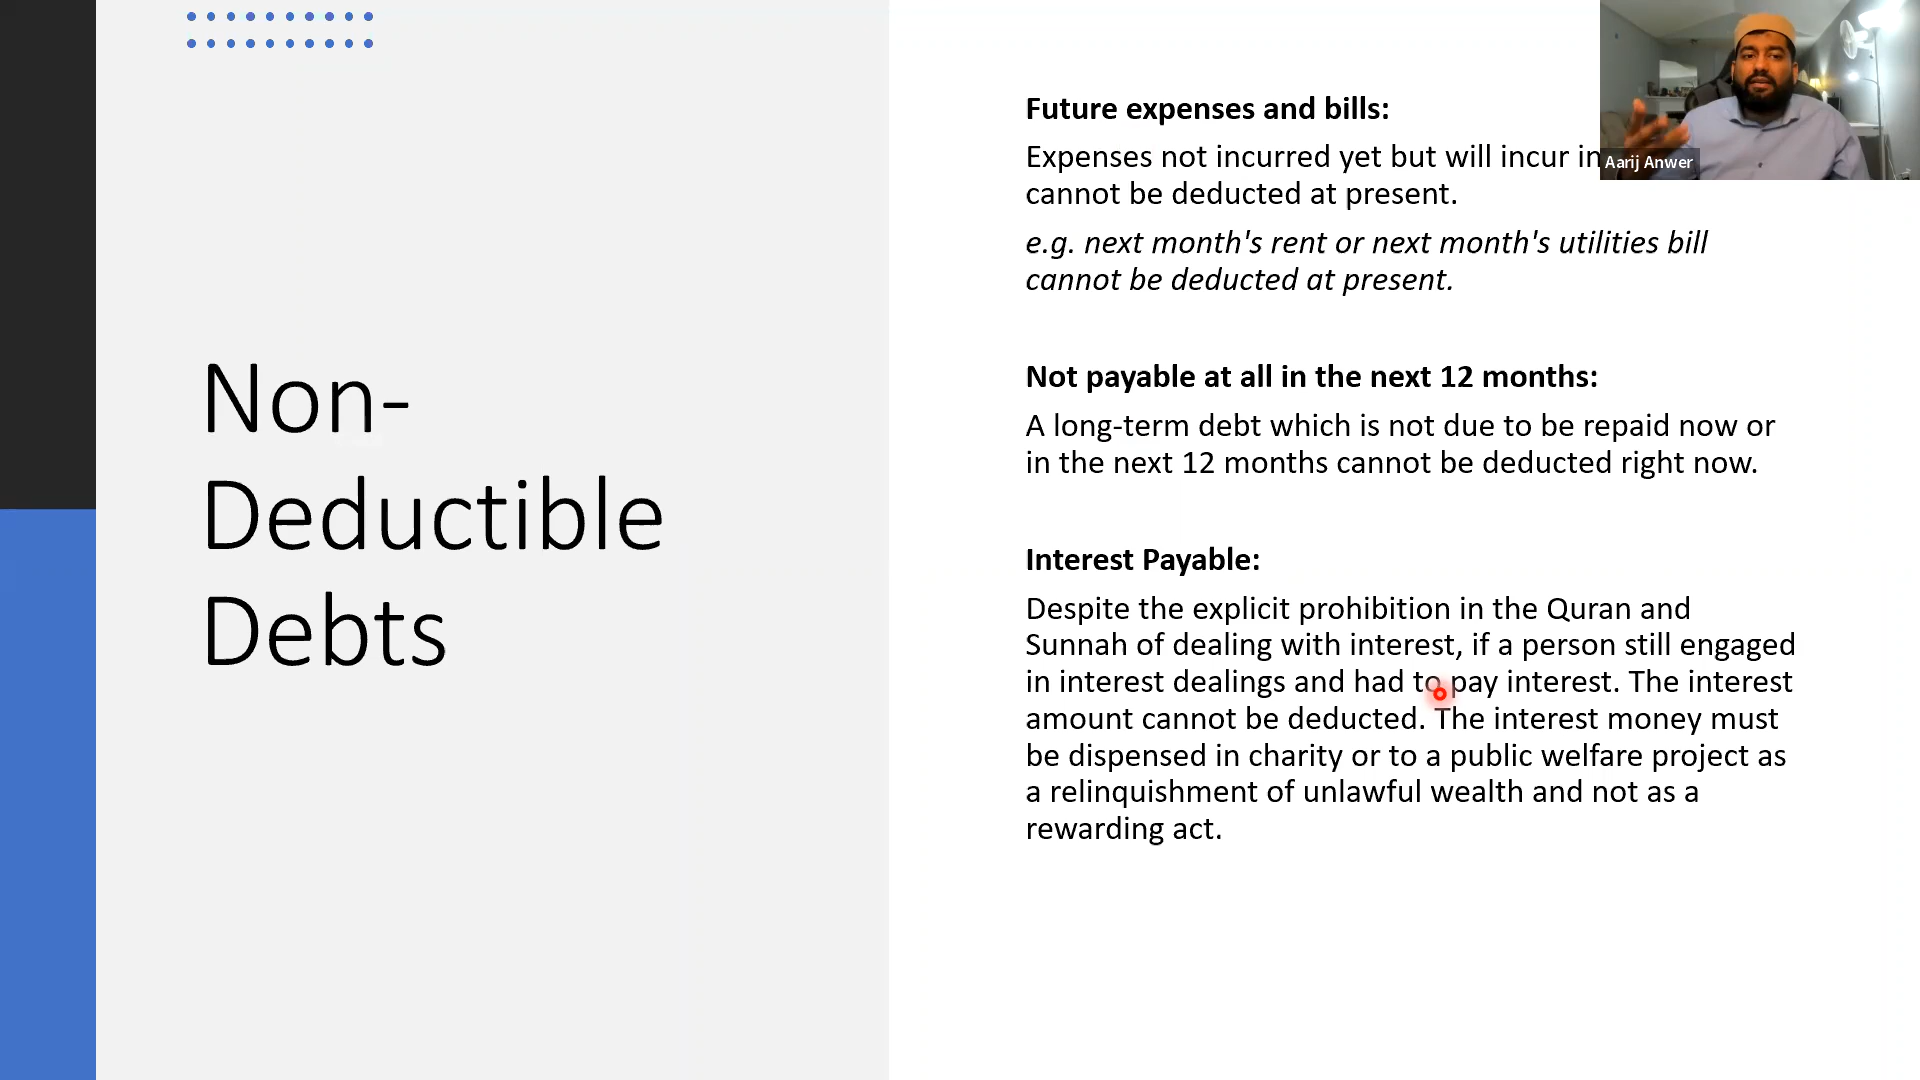 Non-
Deductible
Debts
Future expenses and bills:
Expenses not incurred yet but will incur in
cannot be deducted at present.
e.g. next month's rent or next month's utilities bill
cannot be deducted at present.
Not payable at all in the next 12 months:
A long-term debt which is not due to be repaid now or
in the next 12 months cannot be deducted right now.
Interest Payable:
Despite the explicit prohibition in the Quran and
Sunnah of dealing with interest, if a person still engaged
in interest dealings and had to pay interest. The interest
amount cannot be deducted. The interest money must
be dispensed in charity or to a public welfare project as
a relinquishment of unlawful wealth and not as a
rewarding act.
Aarij Anwer